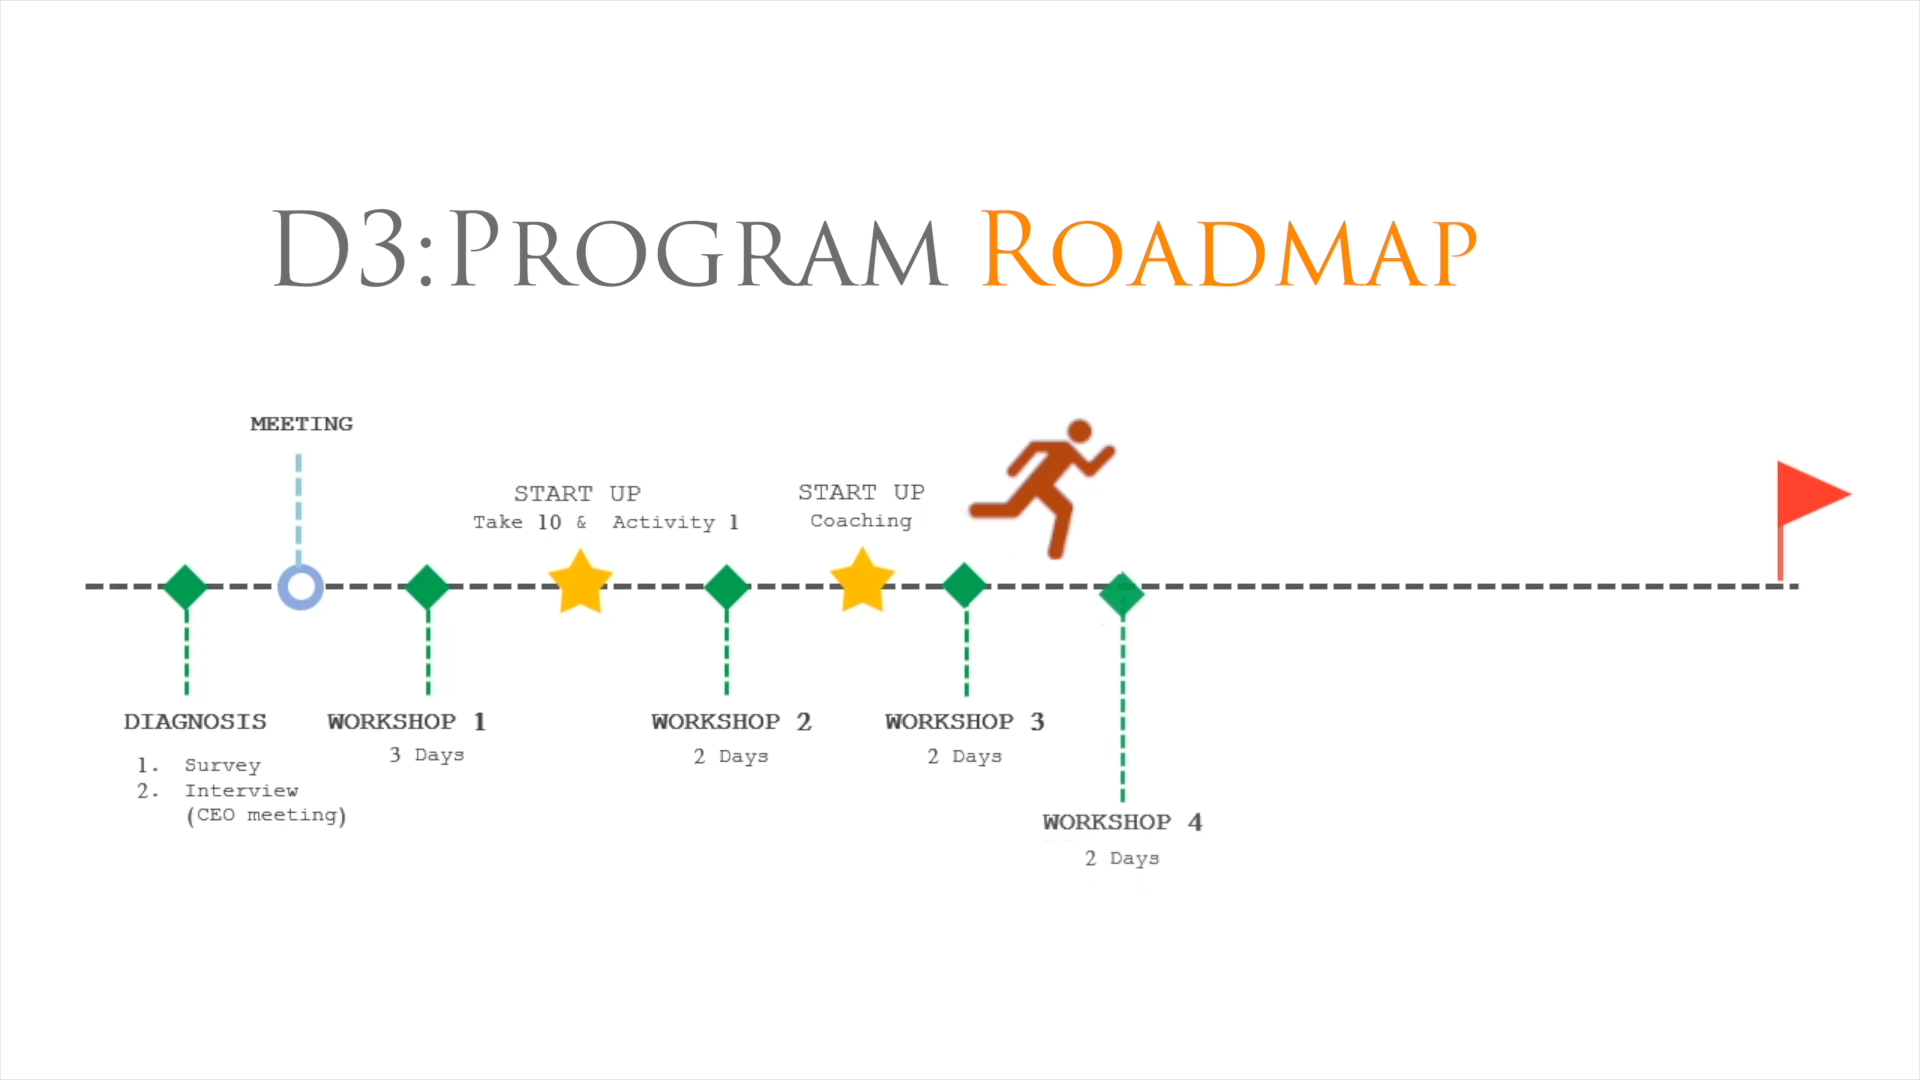 D3:Program Roadmap
MEETING
START UP
Take 10 & Activity 1
START UP
Coaching
DIAGNOSIS
1. Survey
2. Interview
(CEO meeting)
WORKSHOP 1
3 Days
WORKSHOP 2
2 Days
WORKSHOP 3
2 Days
WORKSHOP 4
2 Days